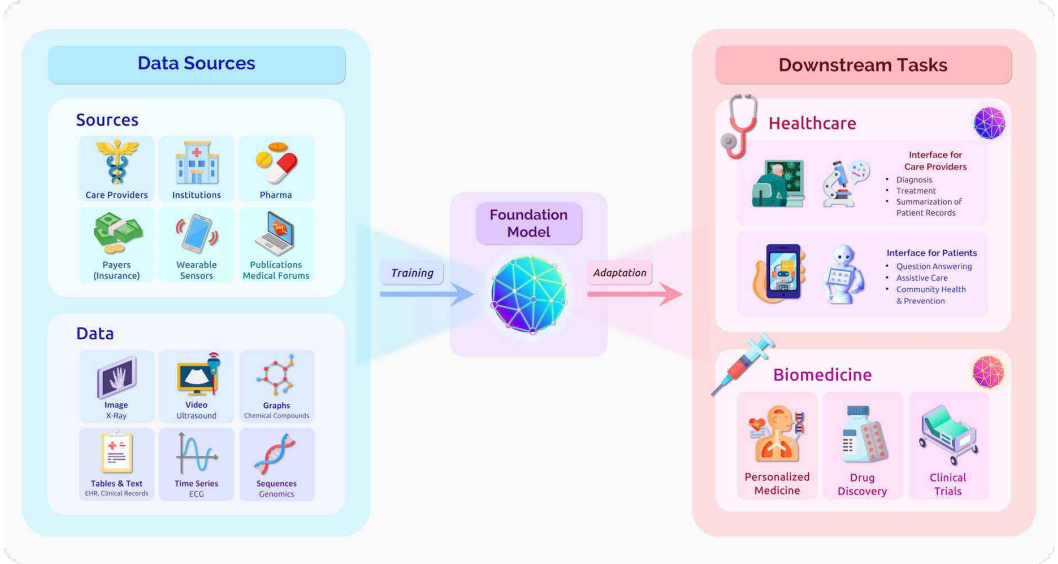 Data Sources
Sources
Care Providers
Institutions
Pharma
Payers
(Insurance)
Wearable
Sensors
Publications
Medical Forums
Data
Image
X-Ray
Video
Ultrasound
Graphs
Chemical Compounds
Tables & Text
EHR, Clinical Records
Time Series
ECG
Sequences
Genomics
Training
Foundation
Model
Adaptation
Downstream Tasks
Healthcare
Interface for
Care Providers
• Diagnosis
• Treatment
• Summarization of
Patient Records
Interface for Patients
• Question Answering
• Assistive Care
• Community Health
& Prevention
Biomedicine
Personalized
Medicine
Drug
Discovery
Clinical
Trials